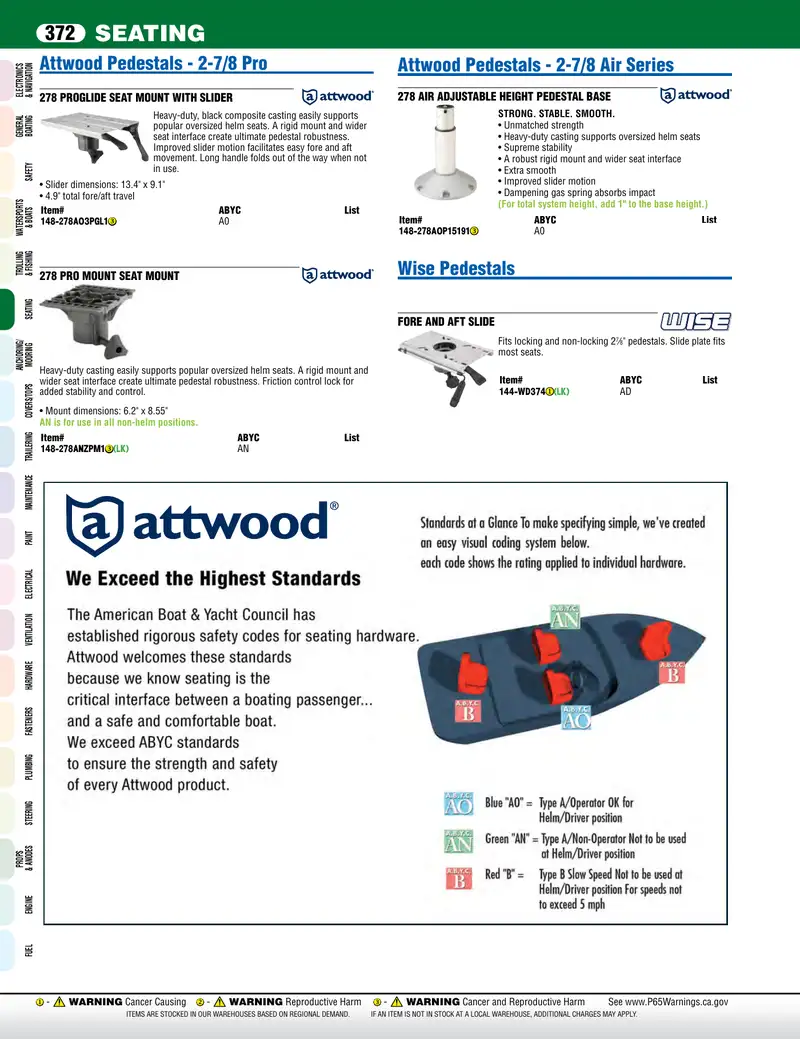 372 SEATING
ELECTRONICS
& NAVIGATION
GENERAL
BOATING
SAFETY
WATERSPORTS
& BOATS
TROLLING
& FISHING
SEATING
ANCHORING/
MOORING
COVERS/TOPS
TRAILERING
MAINTENANCE
PAINT
ELECTRICAL
VENTILATION
HARDWARE
FASTENERS
PLUMBING
STEERING
PROPS
& ANODES
ENGINE
FUEL
Attwood Pedestals - 2-7/8 Pro
278 PROGLIDE SEAT MOUNT WITH SLIDER
a attwood®
Heavy-duty, black composite casting easily supports
popular oversized helm seats. A rigid mount and wider
seat interface create ultimate pedestal robustness.
Improved slider motion facilitates easy fore and aft
movement. Long handle folds out of the way when not
in use.
• Slider dimensions: 13.4" x 9.1"
• 4.9" total fore/aft travel
Item# ABYC List
148-278AO3PGL1 3 A0
278 PRO MOUNT SEAT MOUNT
a attwood®
Heavy-duty casting easily supports popular oversized helm seats. A rigid mount and
wider seat interface create ultimate pedestal robustness. Friction control lock for
added stability and control.
• Mount dimensions: 6.2" x 8.55"
AN is for use in all non-helm positions.
Item# ABYC List
148-278ANZPM1 3 (LK) AN
Attwood Pedestals - 2-7/8 Air Series
278 AIR ADJUSTABLE HEIGHT PEDESTAL BASE
a attwood®
STRONG. STABLE. SMOOTH.
• Unmatched strength
• Heavy-duty casting supports oversized helm seats
• Supreme stability
• A robust rigid mount and wider seat interface
• Extra smooth
• Improved slider motion
• Dampening gas spring absorbs impact
(For total system height, add 1" to the base height.)
Item# ABYC List
148-278AOP15191 3 A0
Wise Pedestals
FORE AND AFT SLIDE
WISE
Fits locking and non-locking 2⅞" pedestals. Slide plate fits
most seats.
Item# ABYC List
144-WD374 1 (LK) AD
a attwood®
We Exceed the Highest Standards
The American Boat & Yacht Council has
established rigorous safety codes for seating hardware.
Attwood welcomes these standards
because we know seating is the
critical interface between a boating passenger...
and a safe and comfortable boat.
We exceed ABYC standards
to ensure the strength and safety
of every Attwood product.
Standards at a Glance To make specifying simple, we've created
an easy visual coding system below.
each code shows the rating applied to individual hardware.
A.B.Y.C.
AN
A.B.Y.C.
B
A.B.Y.C.
B
A.B.Y.C.
AO
A.B.Y.C.
AO
Blue "AO" = Type A/Operator OK for
Helm/Driver position
A.B.Y.C.
AN
Green "AN" = Type A/Non-Operator Not to be used
at Helm/Driver position
A.B.Y.C.
B
Red "B" = Type B Slow Speed Not to be used at
Helm/Driver position For speeds not
to exceed 5 mph
1 - WARNING Cancer Causing 2 - WARNING Reproductive Harm 3 - WARNING Cancer and Reproductive Harm See www.P65Warnings.ca.gov
ITEMS ARE STOCKED IN OUR WAREHOUSES BASED ON REGIONAL DEMAND. IF AN ITEM IS NOT IN STOCK AT A LOCAL WAREHOUSE, ADDITIONAL CHARGES MAY APPLY.